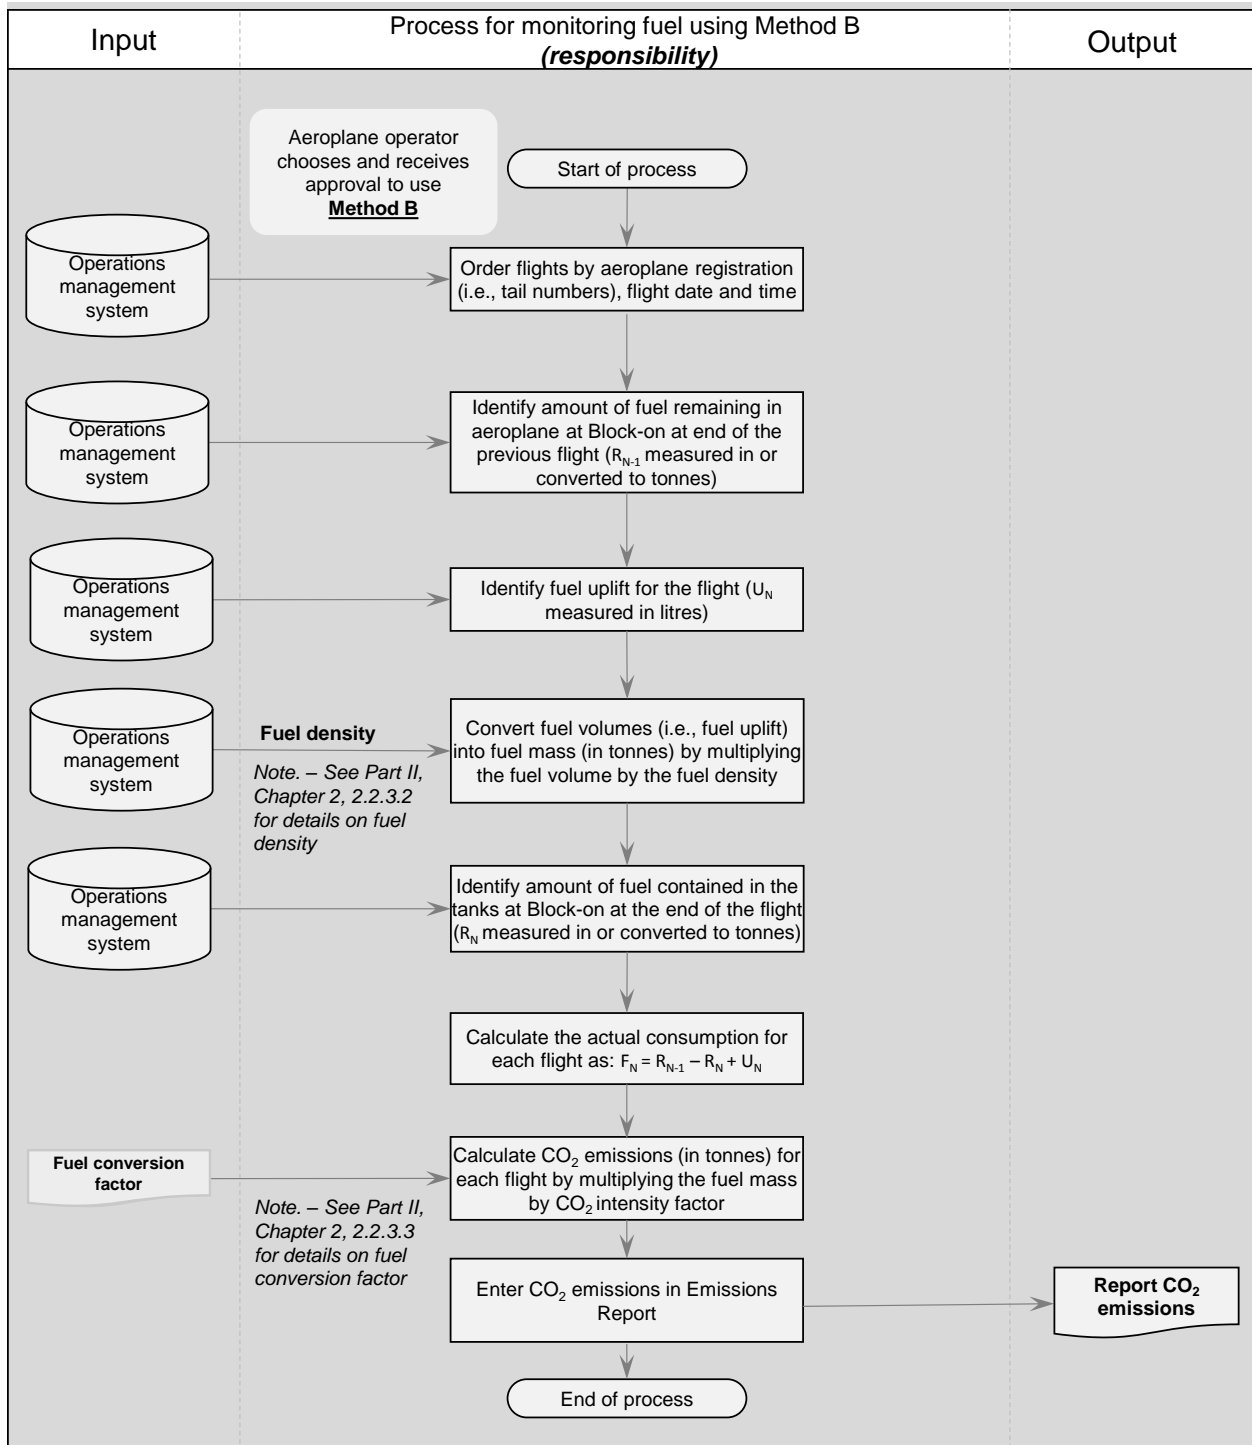 Input
Process for monitoring fuel using Method B
(responsibility)
Output
Aeroplane operator
chooses and receives
approval to use
Method B
Start of process
Operations
management
system
Order flights by aeroplane registration
(i.e., tail numbers), flight date and time
Operations
management
system
Identify amount of fuel remaining in
aeroplane at Block-on at end of the
previous flight (R_N-1 measured in or
converted to tonnes)
Operations
management
system
Identify fuel uplift for the flight (U_N
measured in litres)
Operations
management
system
Fuel density
Note. – See Part II,
Chapter 2, 2.2.3.2
for details on fuel
density
Convert fuel volumes (i.e., fuel uplift)
into fuel mass (in tonnes) by multiplying
the fuel volume by the fuel density
Operations
management
system
Identify amount of fuel contained in the
tanks at Block-on at the end of the flight
(R_N measured in or converted to tonnes)
Calculate the actual consumption for
each flight as: F_N = R_N-1 – R_N + U_N
Fuel conversion
factor
Note. – See Part II,
Chapter 2, 2.2.3.3
for details on fuel
conversion factor
Calculate CO₂ emissions (in tonnes) for
each flight by multiplying the fuel mass
by CO₂ intensity factor
Enter CO₂ emissions in Emissions
Report
Report CO₂
emissions
End of process